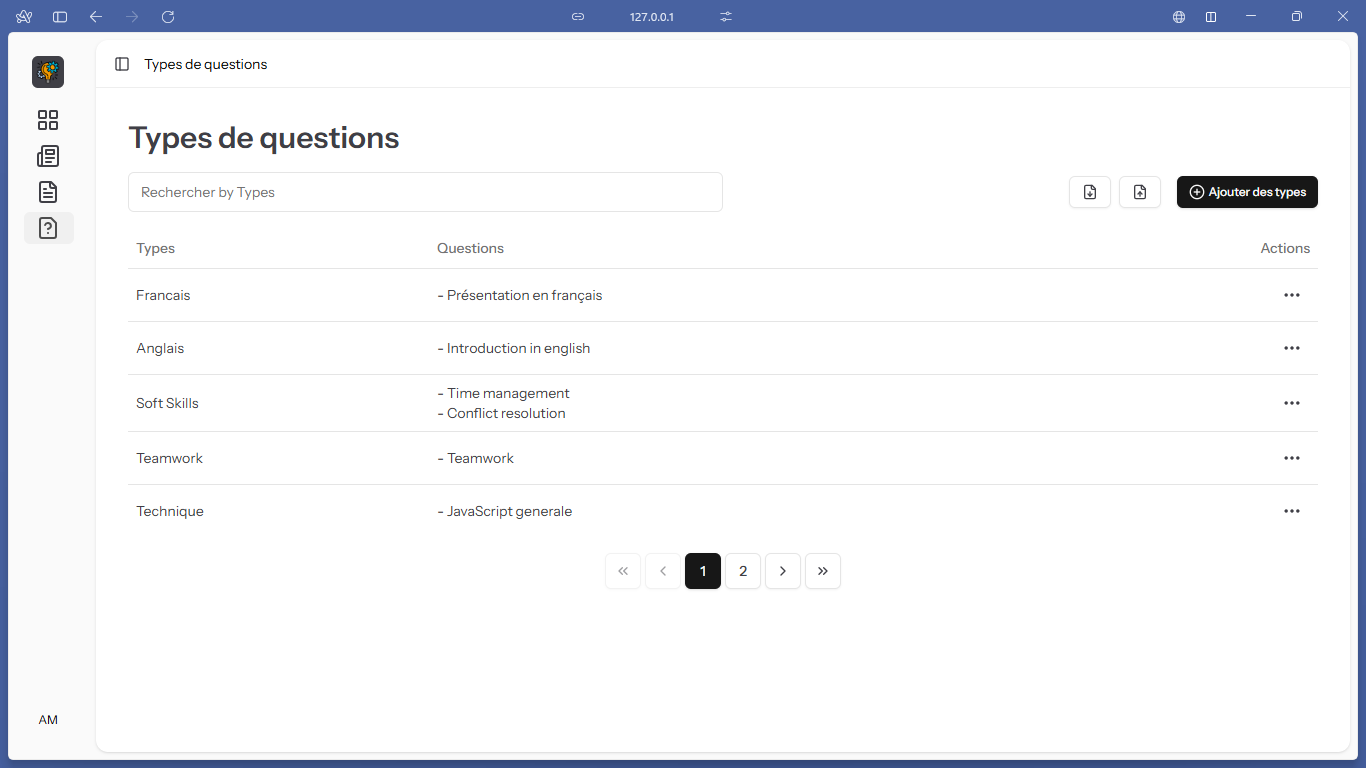 127.0.0.1
Types de questions
Types de questions
Rechercher by Types
Ajouter des types
Types Questions Actions
Francais - Présentation en français
Anglais - Introduction in english
Soft Skills - Time management
- Conflict resolution
Teamwork - Teamwork
Technique - JavaScript generale
1 2
AM